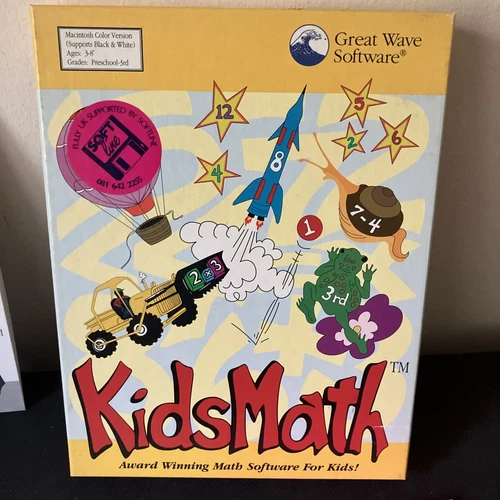 Macintosh Color Version
(Supports Black & White)
Ages: 3-8
Grades: Preschool-3rd
Great Wave
Software®
FULLY UK SUPPORTED BY SOFTLINE
SOFT
line
081 642 2255
12
5
2
6
4
8
7-4
1
2×3
3rd
KidsMath™
Award Winning Math Software For Kids!